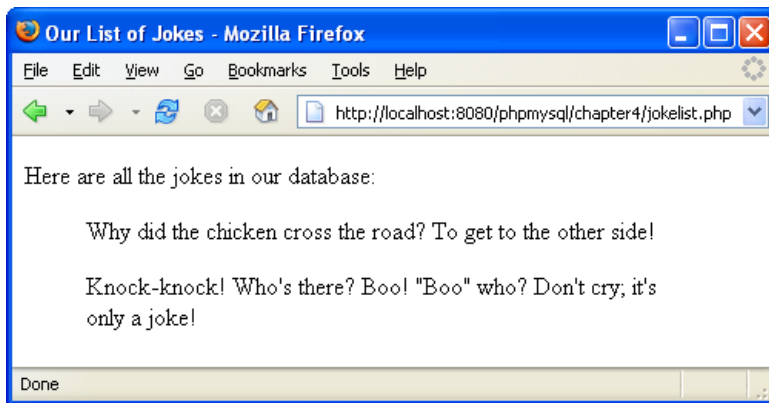 Our List of Jokes - Mozilla Firefox
File Edit View Go Bookmarks Tools Help
http://localhost:8080/phpmysql/chapter4/jokelist.php
Here are all the jokes in our database:
Why did the chicken cross the road? To get to the other side!
Knock-knock! Who's there? Boo! "Boo" who? Don't cry; it's
only a joke!
Done